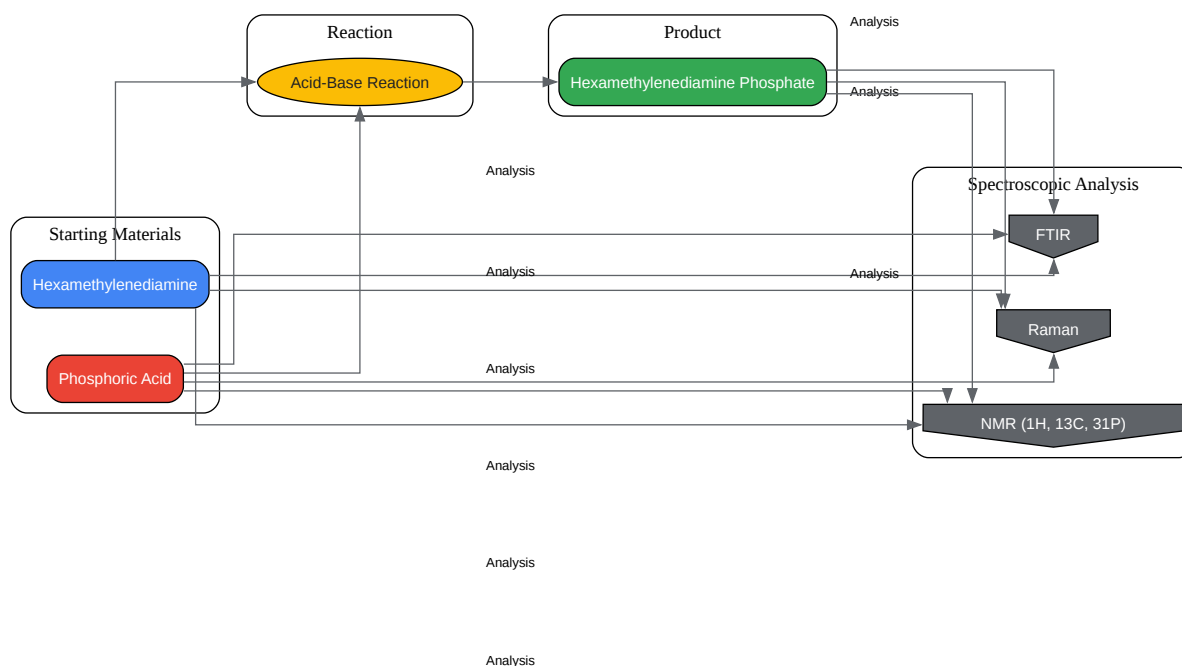 Analysis
Reaction
Product
Acid-Base Reaction
Hexamethylenediamine Phosphate
Analysis
Analysis
Spectroscopic Analysis
Starting Materials
FTIR
Analysis
Analysis
Hexamethylenediamine
Raman
Analysis
Phosphoric Acid
NMR (1H, 13C, 31P)
Analysis
Analysis
Analysis